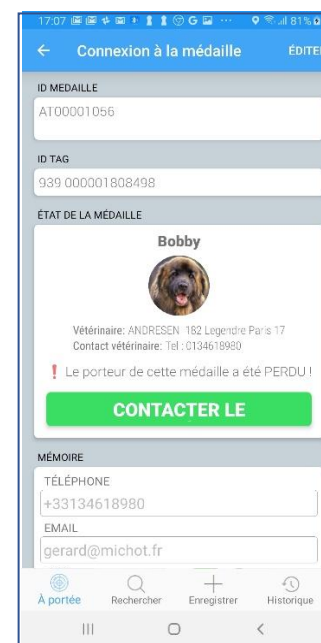 17:07 G ... 81%
Connexion à la médaille ÉDITER
ID MEDAILLE
AT00001056
ID TAG
939 000001808498
ÉTAT DE LA MÉDAILLE
Bobby
Vétérinaire: ANDRESEN 182 Legendre Paris 17
Contact vétérinaire: Tel : 0134618980
❗ Le porteur de cette médaille a été PERDU !
CONTACTER LE
MÉMOIRE
TÉLÉPHONE
+33134618980
EMAIL
gerard@michot.fr
À portée Rechercher Enregistrer Historique